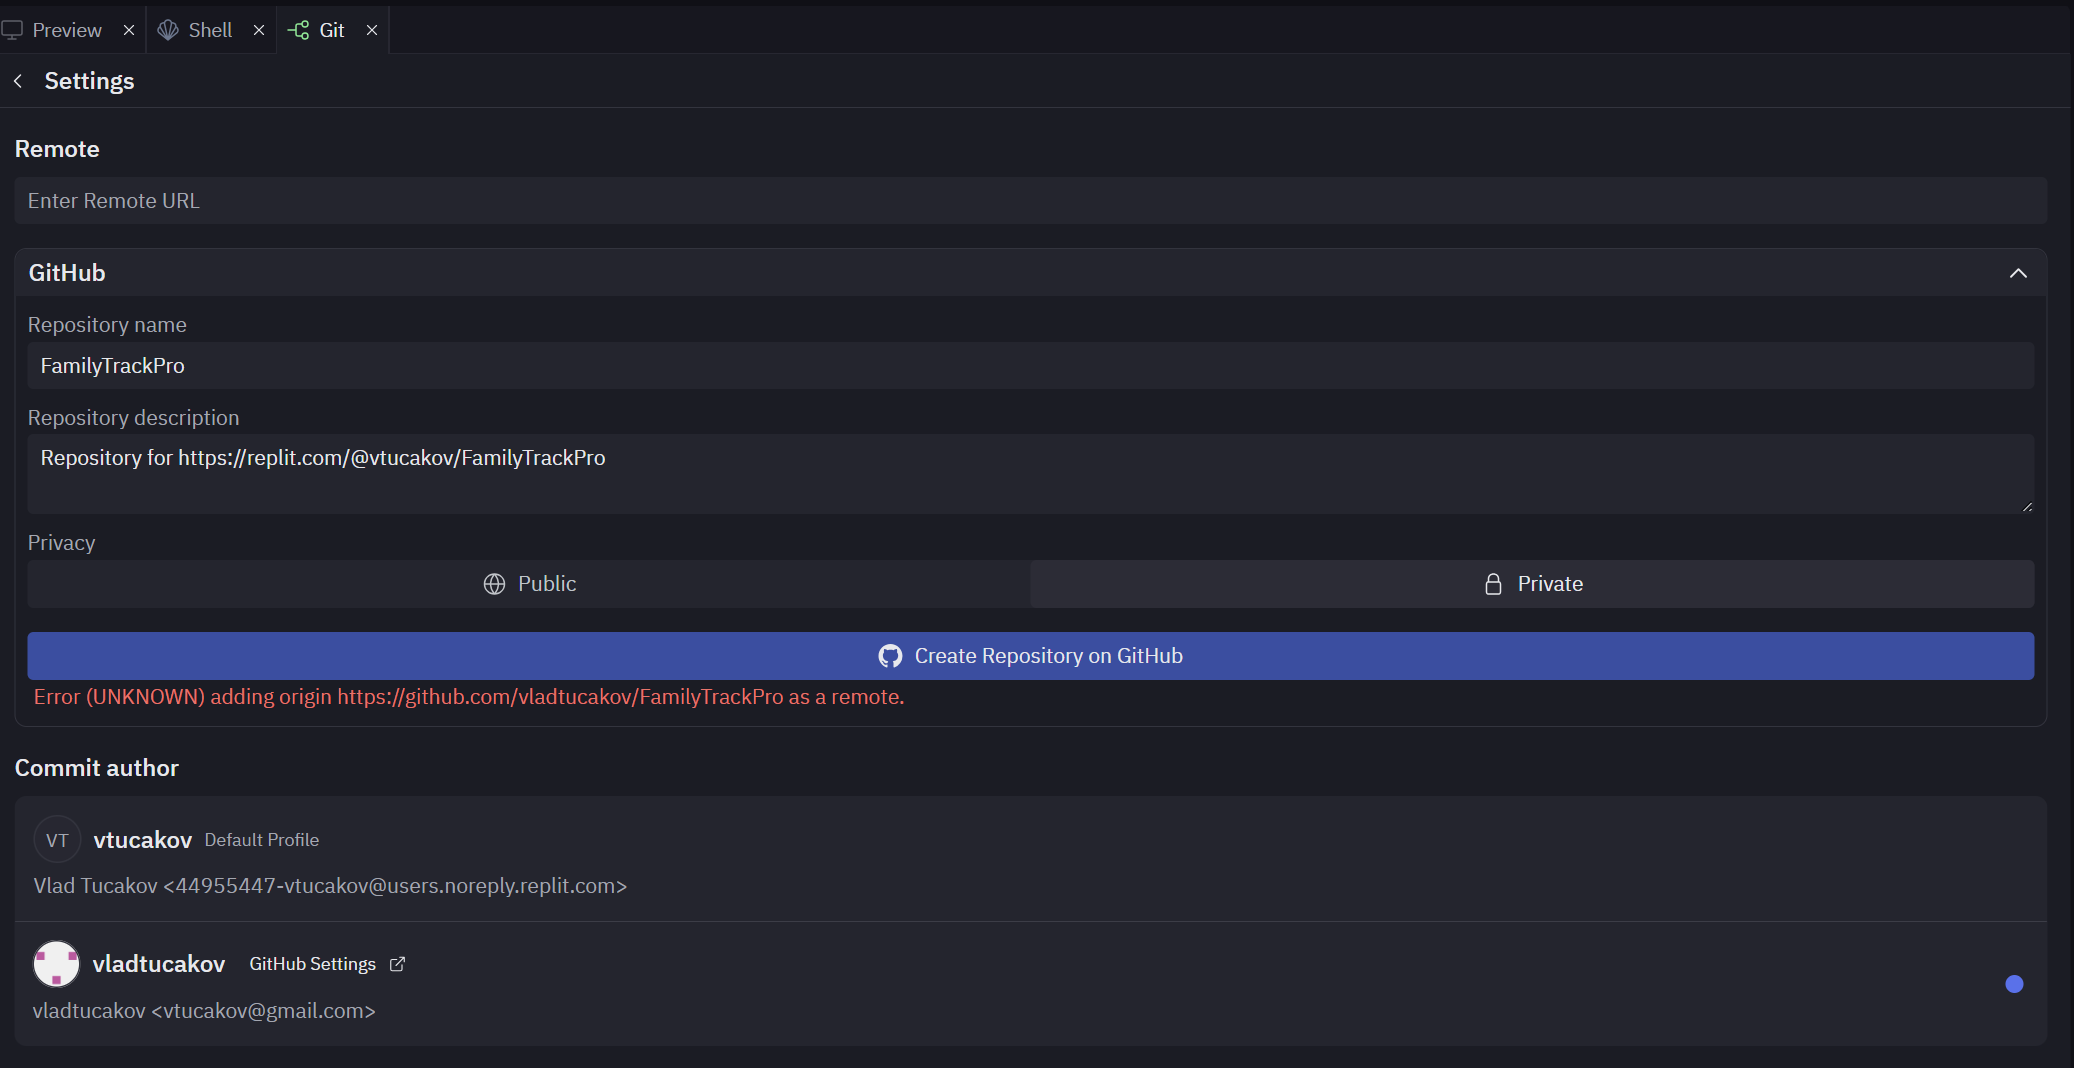 Preview
Shell
Git
Settings
Remote
Enter Remote URL
GitHub
Repository name
FamilyTrackPro
Repository description
Repository for https://replit.com/@vtucakov/FamilyTrackPro
Privacy
Public
Private
Create Repository on GitHub
Error (UNKNOWN) adding origin https://github.com/vladtucakov/FamilyTrackPro as a remote.
Commit author
VT vtucakov Default Profile
Vlad Tucakov <44955447-vtucakov@users.noreply.replit.com>
vladtucakov GitHub Settings
vladtucakov <vtucakov@gmail.com>